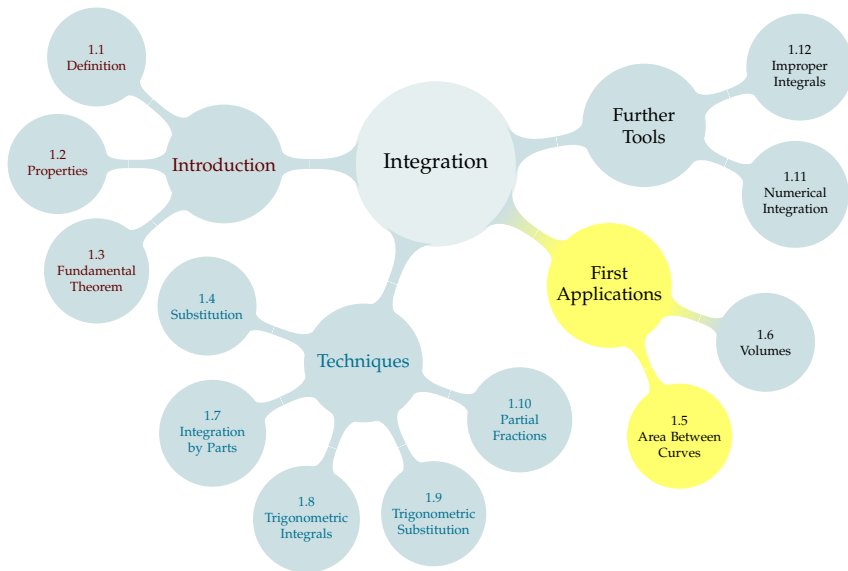 Integration
Introduction
1.1
Definition
1.2
Properties
1.3
Fundamental
Theorem
Techniques
1.4
Substitution
1.7
Integration
by Parts
1.8
Trigonometric
Integrals
1.9
Trigonometric
Substitution
1.10
Partial
Fractions
First
Applications
1.5
Area Between
Curves
1.6
Volumes
Further
Tools
1.11
Numerical
Integration
1.12
Improper
Integrals